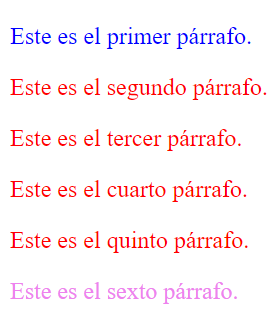 Este es el primer párrafo.
Este es el segundo párrafo.
Este es el tercer párrafo.
Este es el cuarto párrafo.
Este es el quinto párrafo.
Este es el sexto párrafo.